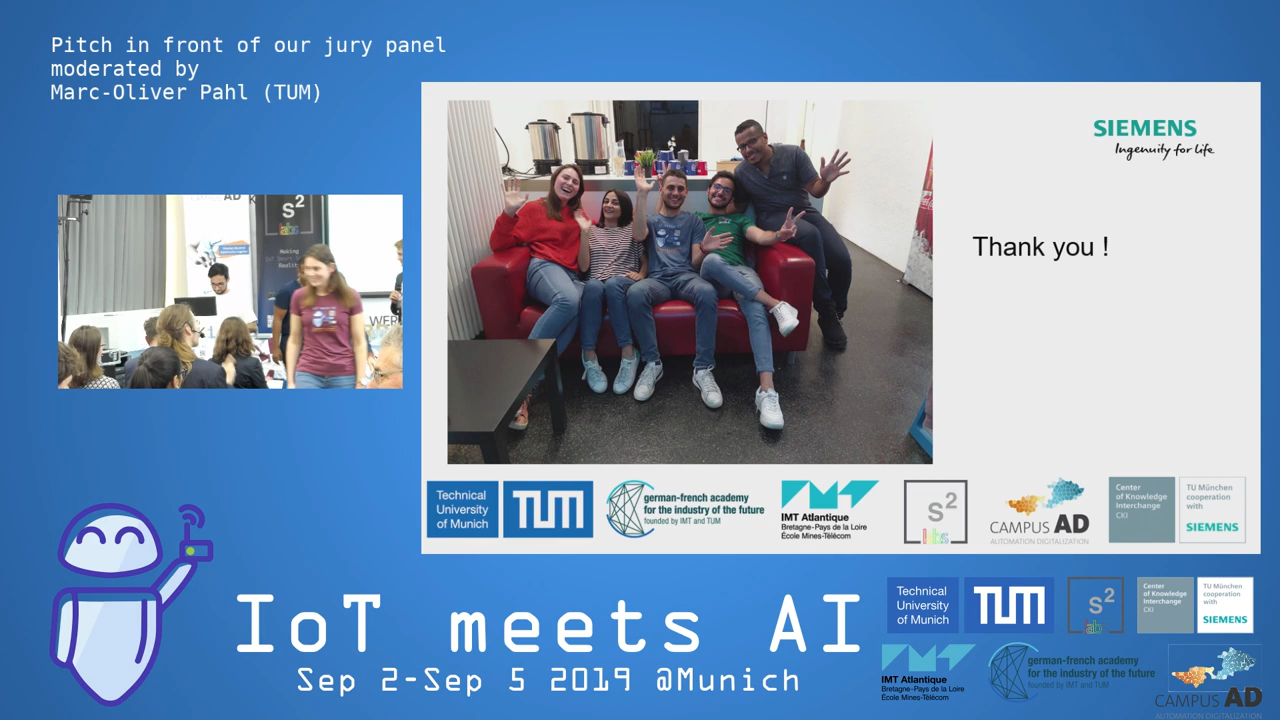 Pitch in front of our jury panel
moderated by
Marc-Oliver Pahl (TUM)
AD
S2
labs
Making
WER
SIEMENS
Ingenuity for life
Thank you !
Technical
University
of Munich
TUM
german-french academy
for the industry of the future
founded by IMT and TUM
IMT Atlantique
Bretagne-Pays de la Loire
École Mines-Télécom
S2
labs
CAMPUS AD
AUTOMATION DIGITALIZATION
Center
of Knowledge
Interchange
CKI
TU München
cooperation
with
SIEMENS
IoT meets AI
Sep 2-Sep 5 2019 @Munich
Technical
University
of Munich
TUM
S2
lab
Center
of Knowledge
Interchange
CKI
TU München
cooperation
with
SIEMENS
IMT Atlantique
Bretagne-Pays de la Loire
École Mines-Télécom
german-french academy
for the industry of the future
founded by IMT and TUM
CAMPUS AD
AUTOMATION DIGITALIZATION